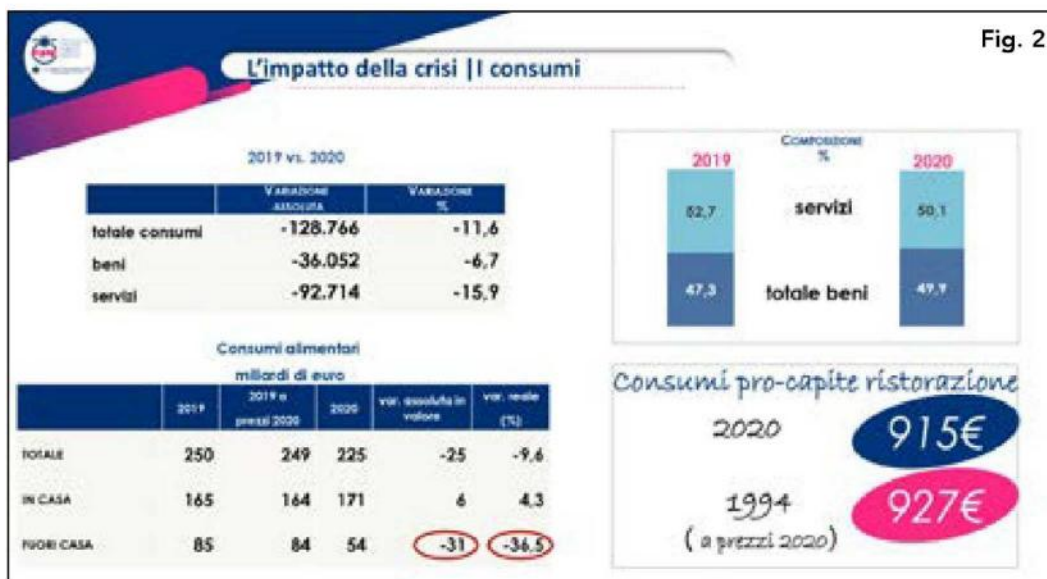 Fig. 2
L'impatto della crisi | I consumi
2019 vs. 2020
VARIAZIONE ASSOLUTA VARIAZIONE %
totale consumi -128.766 -11,6
beni -36.052 -6,7
servizi -92.714 -15,9
COMPOSIZIONE
%
2019 2020
52,7 servizi 50,1
47,3 totale beni 49,9
Consumi alimentari
miliardi di euro
2019 2019 a prezzi 2020 2020 var. assoluta in valore var. reale (%)
TOTALE 250 249 225 -25 -9,6
IN CASA 165 164 171 6 4,3
FUORI CASA 85 84 54 -31 -36,5
Consumi pro-capite ristorazione
2020 915€
1994 927€
( a prezzi 2020)